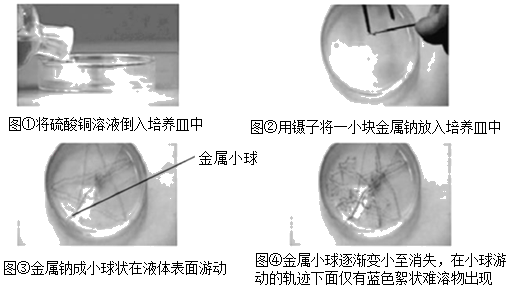 图①将硫酸铜溶液倒入培养皿中
图②用镊子将一小块金属钠放入培养皿中
金属小球
图③金属钠成小球状在液体表面游动
图④金属小球逐渐变小至消失，在小球游
动的轨迹下面仅有蓝色絮状难溶物出现